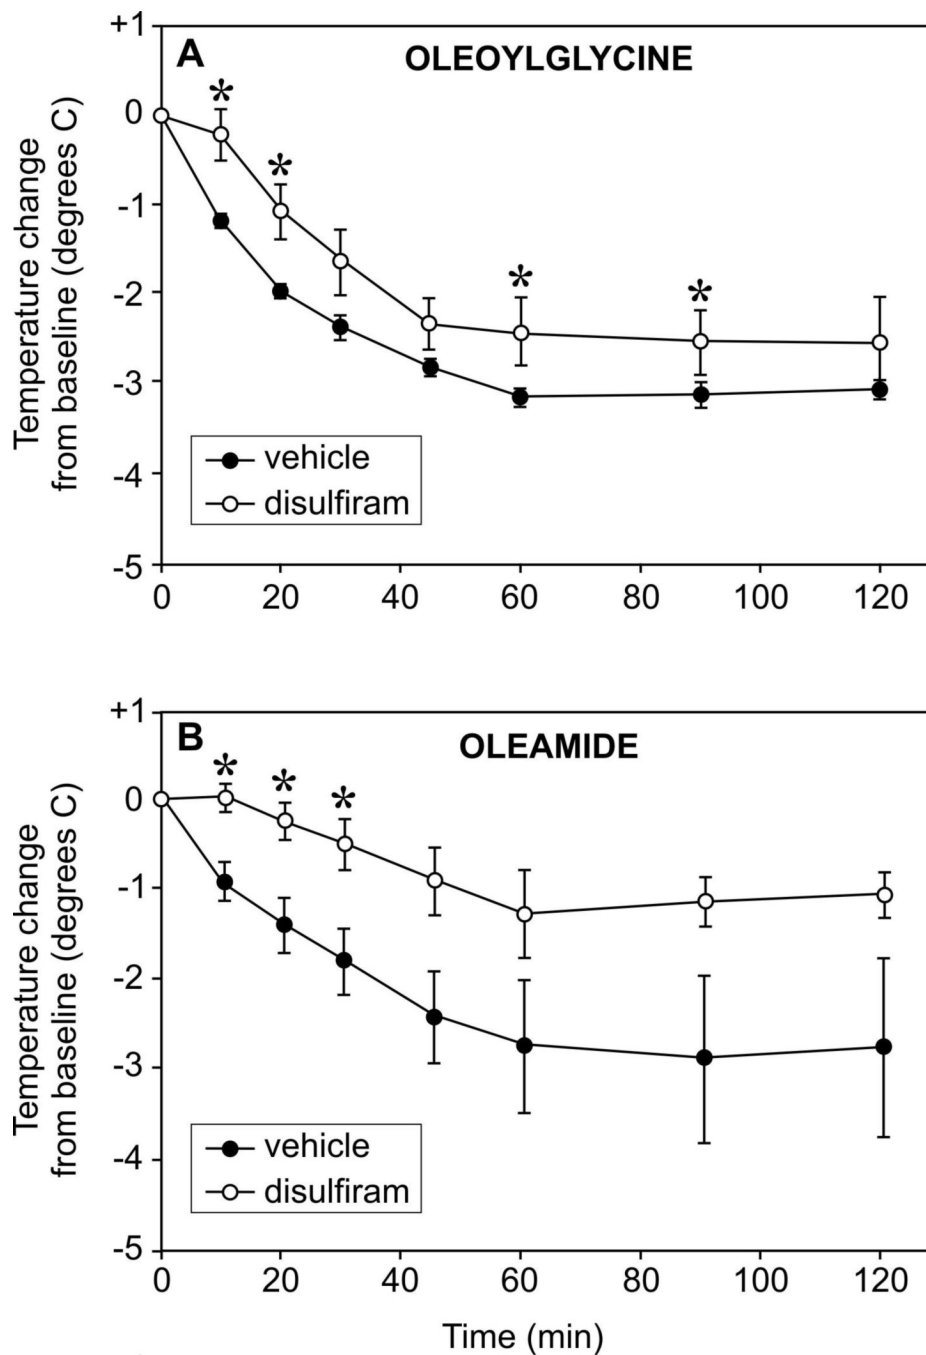 +1
A
OLEOYLGLYCINE
*
*
*
*
0
-1
-2
-3
-4
-5
Temperature change
from baseline (degrees C)
vehicle
disulfiram
0 20 40 60 80 100 120
+1
B
OLEAMIDE
*
*
*
0
-1
-2
-3
-4
-5
Temperature change
from baseline (degrees C)
vehicle
disulfiram
0 20 40 60 80 100 120
Time (min)